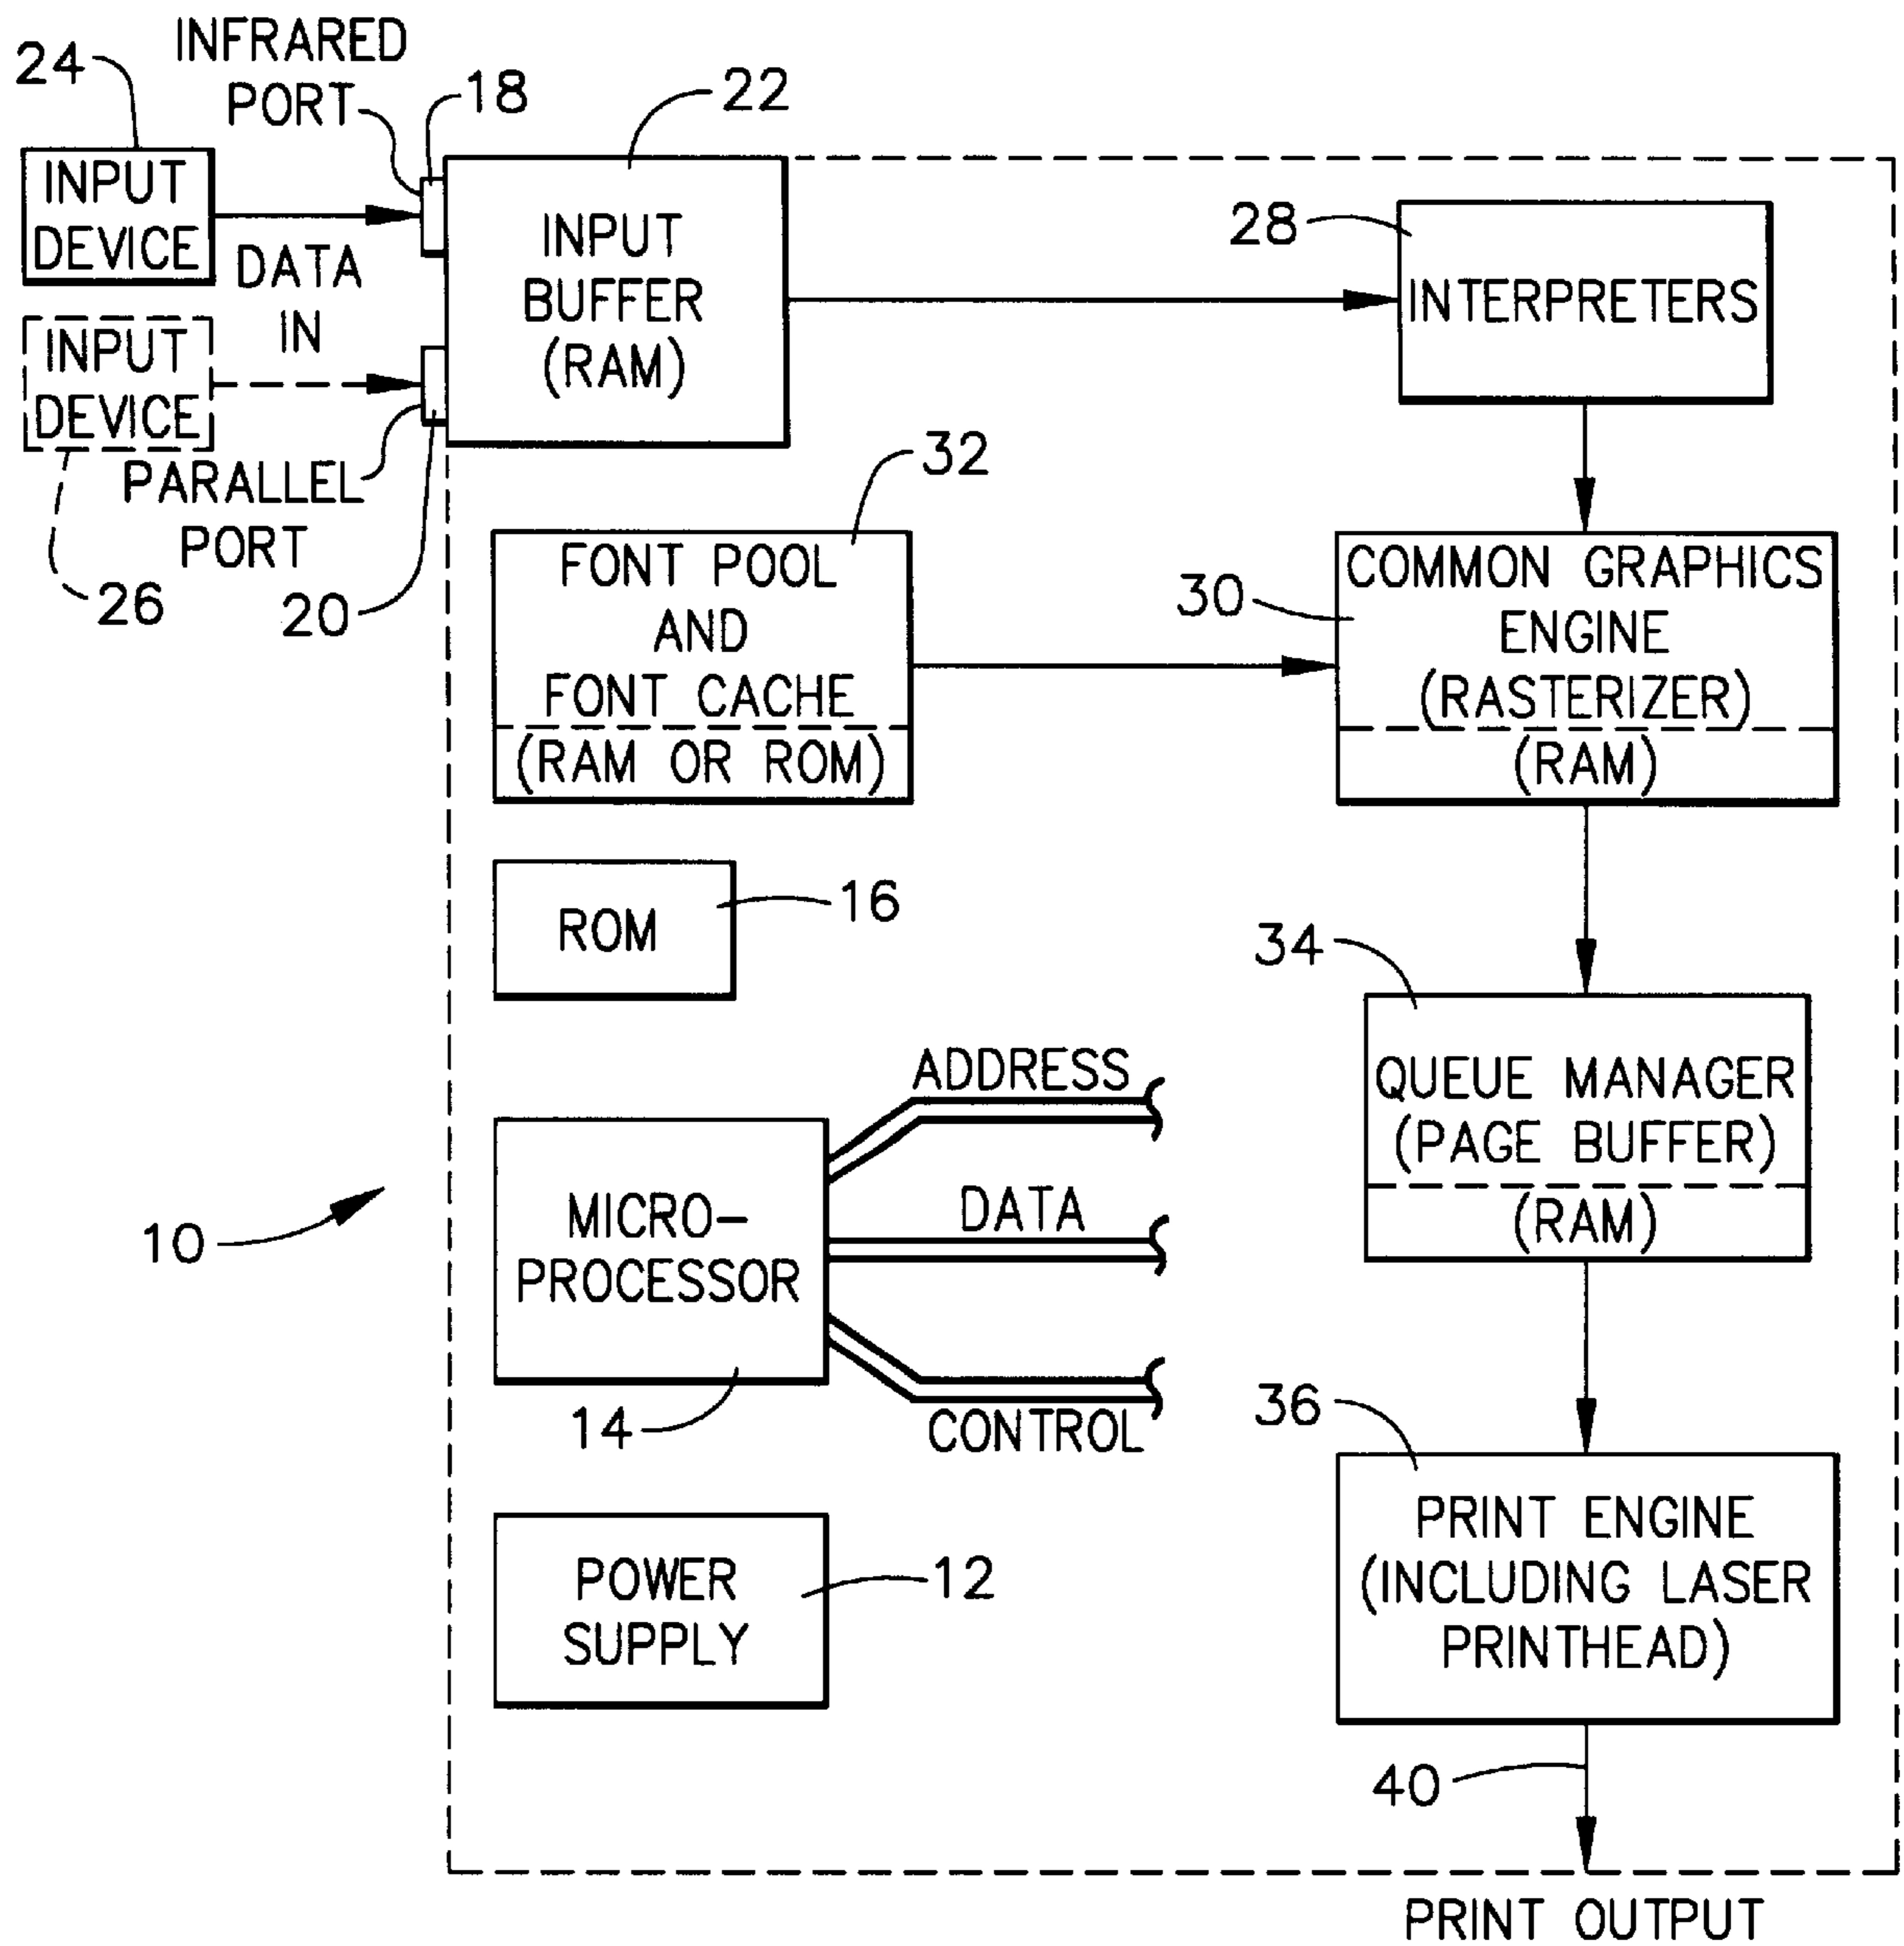 INFRARED
PORT
24
18
22
INPUT
DEVICE
DATA
IN
INPUT
DEVICE
PARALLEL
PORT
26
20
INPUT
BUFFER
(RAM)
28
INTERPRETERS
32
FONT POOL
AND
FONT CACHE
(RAM OR ROM)
30
COMMON GRAPHICS
ENGINE
(RASTERIZER)
(RAM)
ROM
16
34
QUEUE MANAGER
(PAGE BUFFER)
(RAM)
10
MICRO-
PROCESSOR
14
ADDRESS
DATA
CONTROL
36
PRINT ENGINE
(INCLUDING LASER
PRINTHEAD)
POWER
SUPPLY
12
40
PRINT OUTPUT